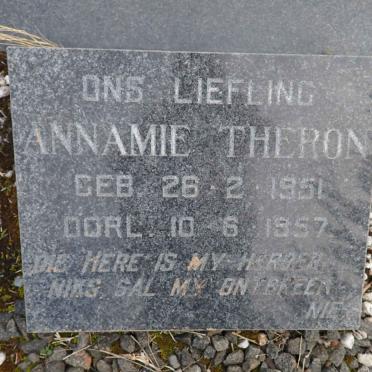 ONS LIEFLING
ANNAMIE THERON
GEB. 26-2-1951
OORL. 10-6-1957
DIE HERE IS MY HERDER
NIKS SAL MY ONTBREEK
NIE